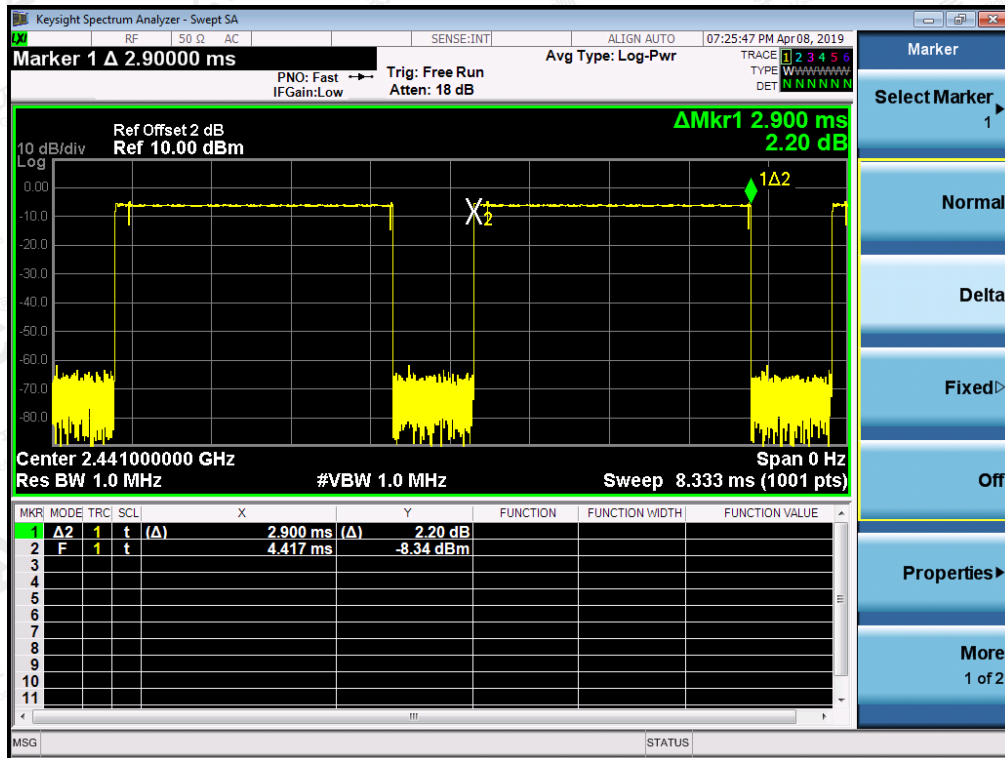 Keysight Spectrum Analyzer - Swept SA
LXI RF 50 Ω AC SENSE:INT ALIGN AUTO 07:25:47 PM Apr 08, 2019
Marker 1 Δ 2.90000 ms
PNO: Fast
IFGain:Low
Trig: Free Run
Atten: 18 dB
Avg Type: Log-Pwr
TRACE 1 2 3 4 5 6
TYPE W W W W W W
DET N N N N N N
ΔMkr1 2.900 ms
2.20 dB
Ref Offset 2 dB
10 dB/div Ref 10.00 dBm
Log
0.00
-10.0
-20.0
-30.0
-40.0
-50.0
-60.0
-70.0
-80.0
1Δ2
2
Center 2.441000000 GHz Span 0 Hz
Res BW 1.0 MHz #VBW 1.0 MHz Sweep 8.333 ms (1001 pts)
MKR MODE TRC SCL X Y FUNCTION FUNCTION WIDTH FUNCTION VALUE
1 Δ2 1 t (Δ) 2.900 ms (Δ) 2.20 dB
2 F 1 t 4.417 ms -8.34 dBm
3
4
5
6
7
8
9
10
11
MSG STATUS
Marker
Select Marker
1
Normal
Delta
Fixed
Off
Properties
More
1 of 2